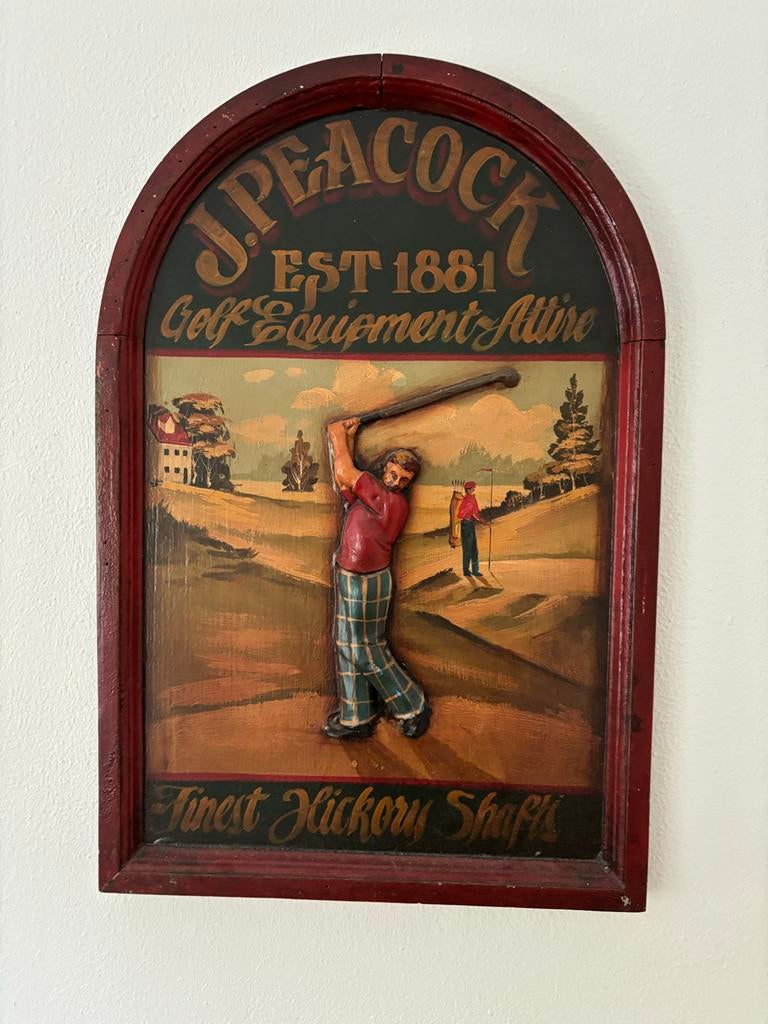 J. PEACOCK
EST 1881
Golf Equipment-Attire
Finest Hickory Shafts